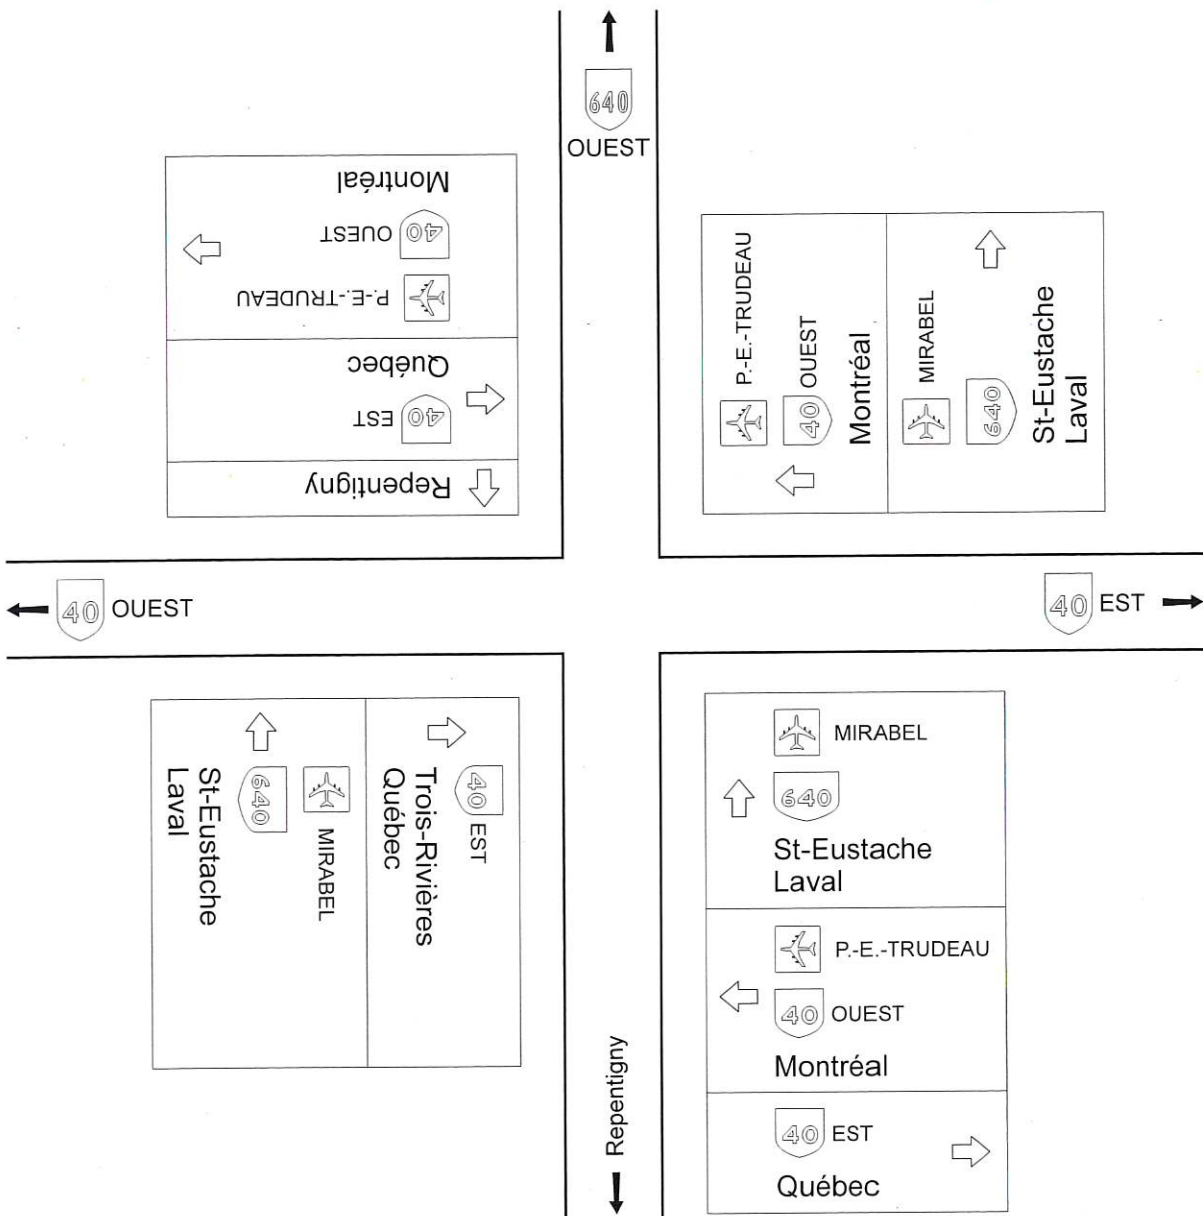 640
OUEST
Montréal
40 OUEST
P.-E.-TRUDEAU
Québec
40 EST
Repentigny
P.-E.-TRUDEAU
40 OUEST
Montréal
MIRABEL
640
St-Eustache
Laval
40 OUEST
40 EST
40 EST
Trois-Rivières
Québec
MIRABEL
640
St-Eustache
Laval
Repentigny
MIRABEL
640
St-Eustache
Laval
P.-E.-TRUDEAU
40 OUEST
Montréal
40 EST
Québec